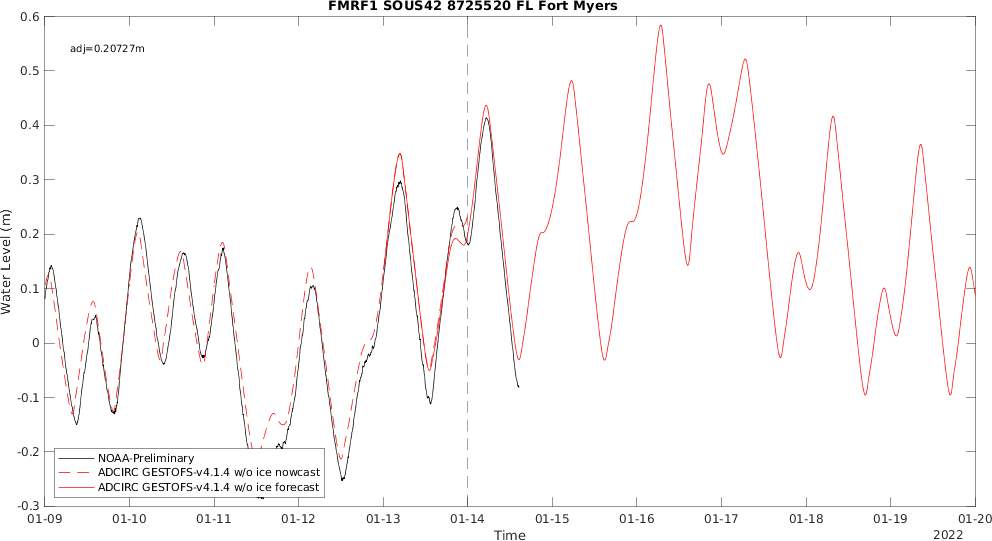 FMRF1 SOUS42 8725520 FL Fort Myers
adj=0.20727m
Water Level (m)
0.6
0.5
0.4
0.3
0.2
0.1
0
-0.1
-0.2
-0.3
NOAA-Preliminary
ADCIRC GESTOFS-v4.1.4 w/o ice nowcast
ADCIRC GESTOFS-v4.1.4 w/o ice forecast
01-09 01-10 01-11 01-12 01-13 01-14 01-15 01-16 01-17 01-18 01-19 01-20
Time
2022